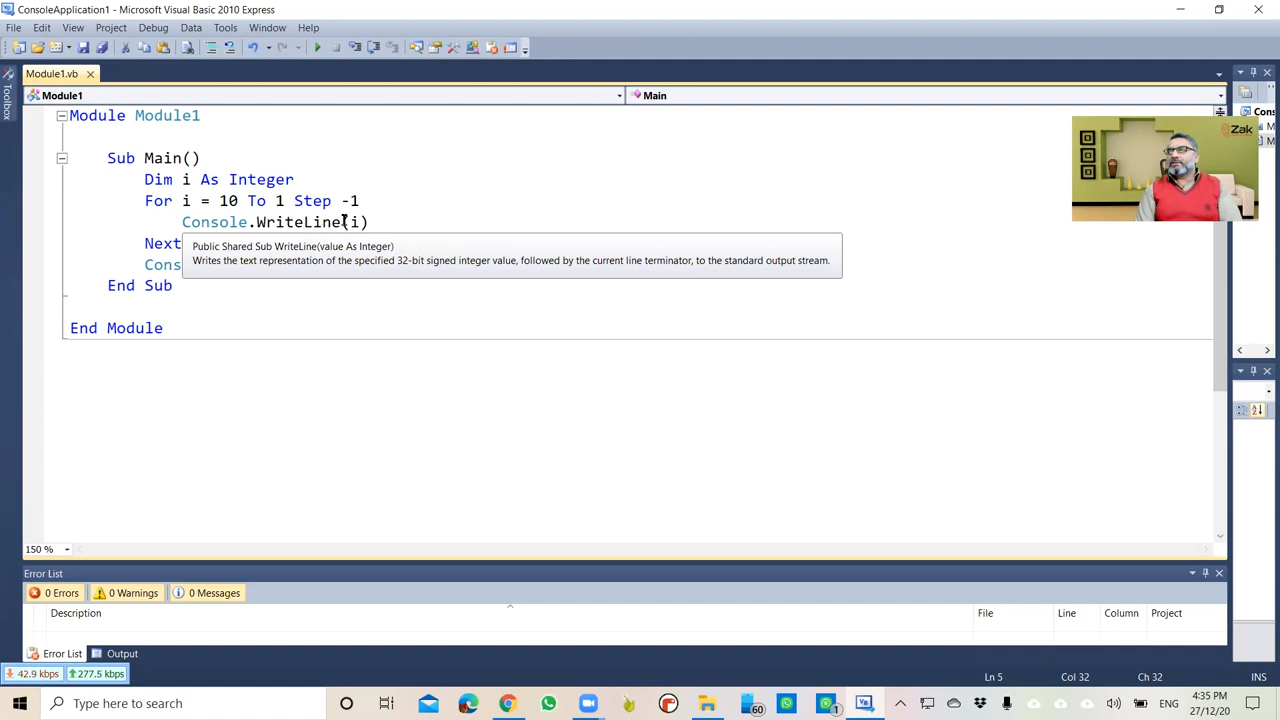 ConsoleApplication1 - Microsoft Visual Basic 2010 Express
File Edit View Project Debug Data Tools Window Help
Module1.vb
Toolbox
Module1 Main
Module Module1
Zak
Sub Main()
Dim i As Integer
For i = 10 To 1 Step -1
Console.WriteLine(i)
Next
Public Shared Sub WriteLine(value As Integer)
Writes the text representation of the specified 32-bit signed integer value, followed by the current line terminator, to the standard output stream.
Cons
End Sub
End Module
Cons
150 %
Error List
0 Errors 0 Warnings 0 Messages
Description File Line Column Project
Error List Output
42.9 kbps 277.5 kbps
Ln 5 Col 32 Ch 32 INS
Type here to search
60
1
ENG
4:35 PM
27/12/20